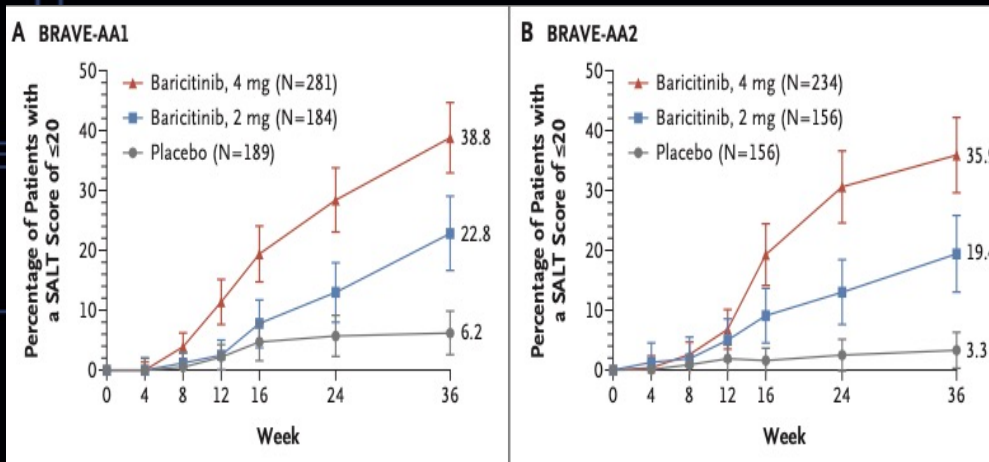 A BRAVE-AA1
Percentage of Patients with
a SALT Score of ≤20
50
40
30
20
10
0
Baricitinib, 4 mg (N=281)
Baricitinib, 2 mg (N=184)
Placebo (N=189)
38.8
22.8
6.2
0 4 8 12 16 24 36
Week
B BRAVE-AA2
Percentage of Patients with
a SALT Score of ≤20
50
40
30
20
10
0
Baricitinib, 4 mg (N=234)
Baricitinib, 2 mg (N=156)
Placebo (N=156)
35.9
19.4
3.3
0 4 8 12 16 24 36
Week